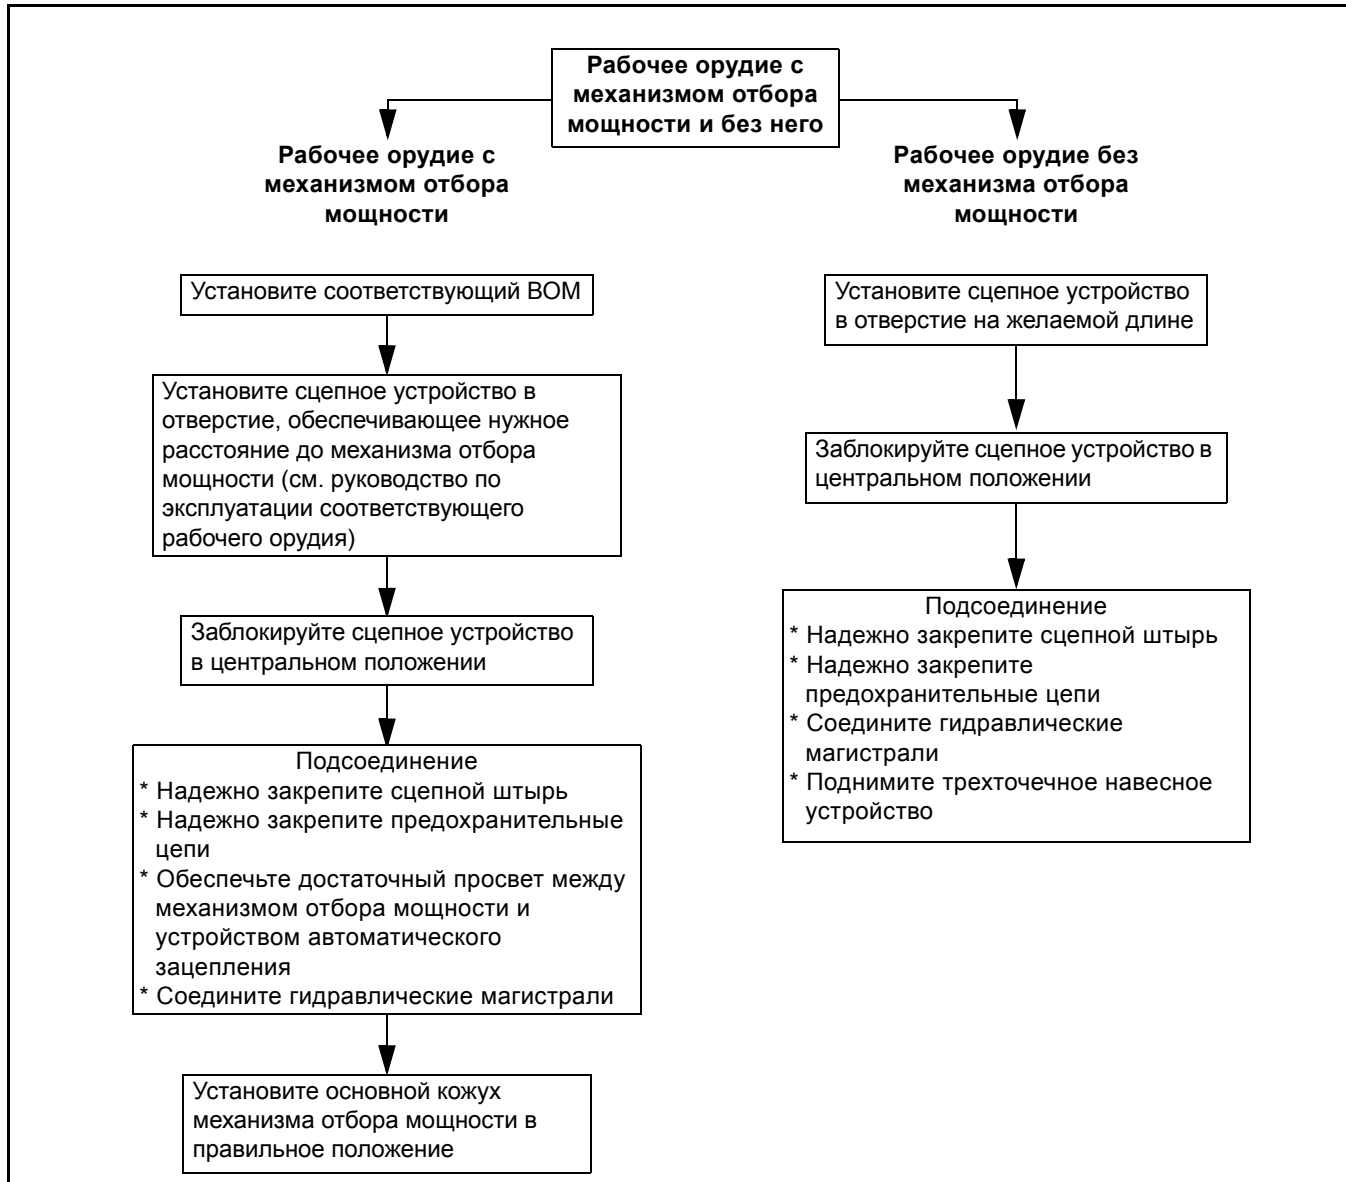 Рабочее орудие с
механизмом отбора
мощности и без него
Рабочее орудие с
механизмом отбора
мощности
Установите соответствующий ВОМ
Установите сцепное устройство в
отверстие, обеспечивающее нужное
расстояние до механизма отбора
мощности (см. руководство по
эксплуатации соответствующего
рабочего орудия)
Заблокируйте сцепное устройство
в центральном положении
Подсоединение
* Надежно закрепите сцепной штырь
* Надежно закрепите предохранительные
цепи
* Обеспечьте достаточный просвет между
механизмом отбора мощности и
устройством автоматического
зацепления
* Соедините гидравлические магистрали
Установите основной кожух
механизма отбора мощности в
правильное положение
Рабочее орудие без
механизма отбора
мощности
Установите сцепное устройство
в отверстие на желаемой длине
Заблокируйте сцепное устройство в
центральном положении
Подсоединение
* Надежно закрепите сцепной штырь
* Надежно закрепите
предохранительные цепи
* Соедините гидравлические
магистрали
* Поднимите трехточечное навесное
устройство